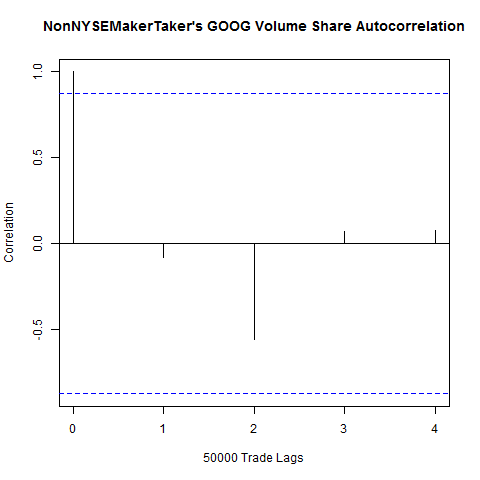 NonNYSEMakerTaker's GOOG Volume Share Autocorrelation
1.0
0.5
0.0
-0.5
Correlation
0 1 2 3 4
50000 Trade Lags